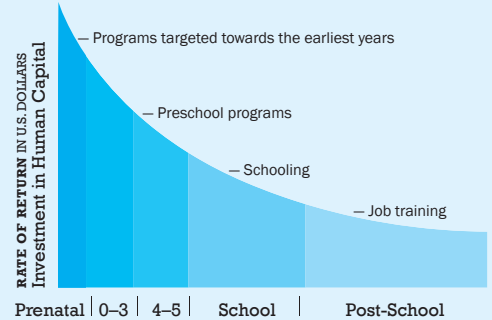 RATE OF RETURN IN U.S. DOLLARS
Investment in Human Capital
— Programs targeted towards the earliest years
— Preschool programs
— Schooling
— Job training
Prenatal | 0–3 | 4–5 | School | Post-School